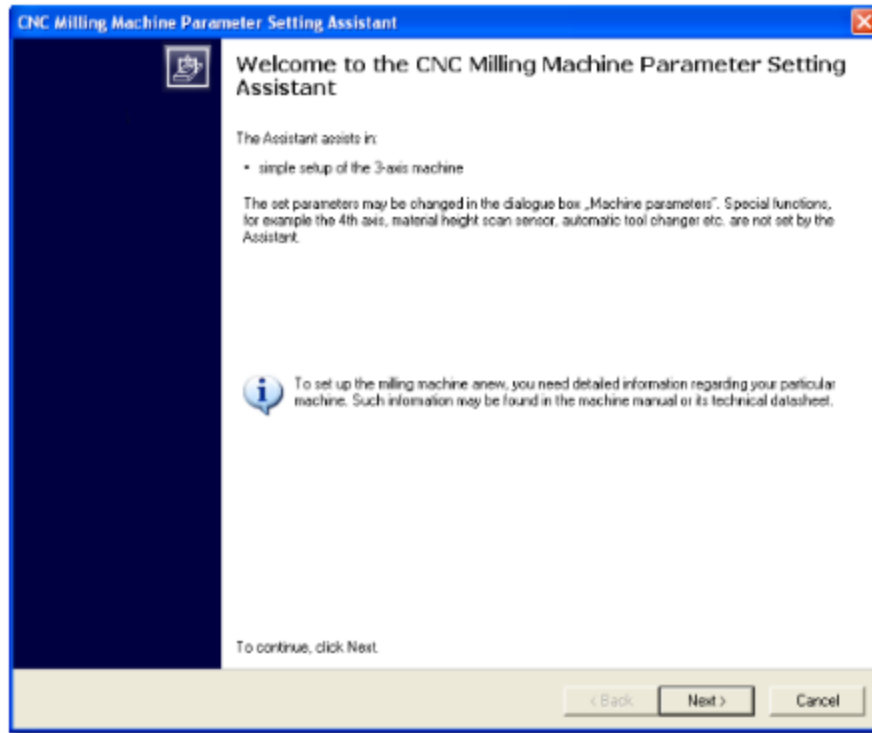 CNC Milling Machine Parameter Setting Assistant
Welcome to the CNC Milling Machine Parameter Setting
Assistant
The Assistant assists in:
• simple setup of the 3-axis machine
The set parameters may be changed in the dialogue box „Machine parameters”. Special functions,
for example the 4th axis, material height scan sensor, automatic tool changer etc. are not set by the
Assistant.
To set up the milling machine anew, you need detailed information regarding your particular
machine. Such information may be found in the machine manual or its technical datasheet.
To continue, click Next.
< Back
Next >
Cancel